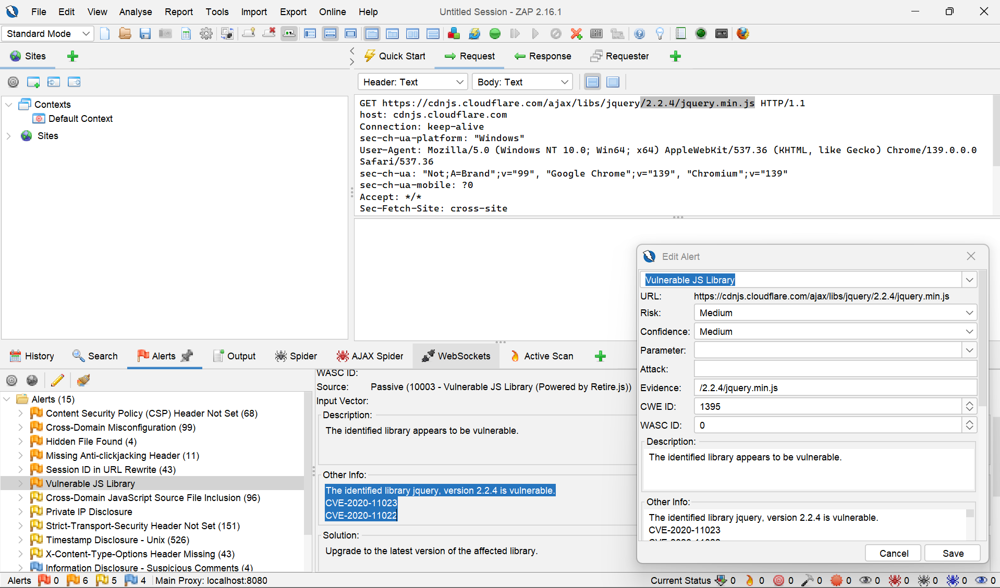 File Edit View Analyse Report Tools Import Export Online Help
Untitled Session - ZAP 2.16.1
Standard Mode
Sites
Quick Start Request Response Requester
Header: Text Body: Text
Contexts
Default Context
Sites
GET https://cdnjs.cloudflare.com/ajax/libs/jquery/2.2.4/jquery.min.js HTTP/1.1
host: cdnjs.cloudflare.com
Connection: keep-alive
sec-ch-ua-platform: "Windows"
User-Agent: Mozilla/5.0 (Windows NT 10.0; Win64; x64) AppleWebKit/537.36 (KHTML, like Gecko) Chrome/139.0.0.0
Safari/537.36
sec-ch-ua: "Not;A=Brand";v="99", "Google Chrome";v="139", "Chromium";v="139"
sec-ch-ua-mobile: ?0
Accept: */*
Sec-Fetch-Site: cross-site
History Search Alerts Output Spider AJAX Spider WebSockets Active Scan
Alerts (15)
Content Security Policy (CSP) Header Not Set (68)
Cross-Domain Misconfiguration (99)
Hidden File Found (4)
Missing Anti-clickjacking Header (11)
Session ID in URL Rewrite (43)
Vulnerable JS Library
Cross-Domain JavaScript Source File Inclusion (96)
Private IP Disclosure
Strict-Transport-Security Header Not Set (151)
Timestamp Disclosure - Unix (526)
X-Content-Type-Options Header Missing (43)
Information Disclosure - Suspicious Comments (4)
WASC ID:
Source: Passive (10003 - Vulnerable JS Library (Powered by Retire.js))
Input Vector:
Description:
The identified library appears to be vulnerable.
Other Info:
The identified library jquery, version 2.2.4 is vulnerable.
CVE-2020-11023
CVE-2020-11022
Solution:
Upgrade to the latest version of the affected library.
Edit Alert
Vulnerable JS Library
URL: https://cdnjs.cloudflare.com/ajax/libs/jquery/2.2.4/jquery.min.js
Risk: Medium
Confidence: Medium
Parameter:
Attack:
Evidence: /2.2.4/jquery.min.js
CWE ID: 1395
WASC ID: 0
Description:
The identified library appears to be vulnerable.
Other Info:
The identified library jquery, version 2.2.4 is vulnerable.
CVE-2020-11023
Cancel Save
Alerts 0 6 5 4 Main Proxy: localhost:8080
Current Status 0 0 0 0 0 0 0 0 0 0